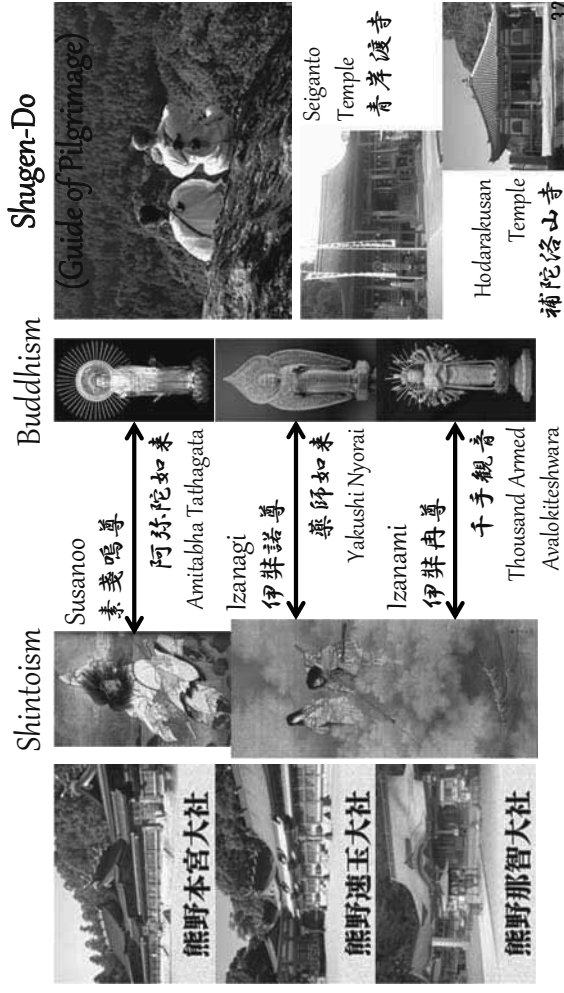 Shintoism
Buddhism
Shugen-Do
(Guide of Pilgrimage)
熊野本宮大社
Susanoo
素戔嗚尊
阿弥陀如来
Amitabha Tathagata
熊野速玉大社
Izanagi
伊弉諾尊
薬師如来
Yakushi Nyorai
熊野那智大社
Izanami
伊弉冉尊
千手観音
Thousand Armed
Avalokiteshwara
Seiganto
Temple
青岸渡寺
Hodarakusan
Temple
補陀洛山寺